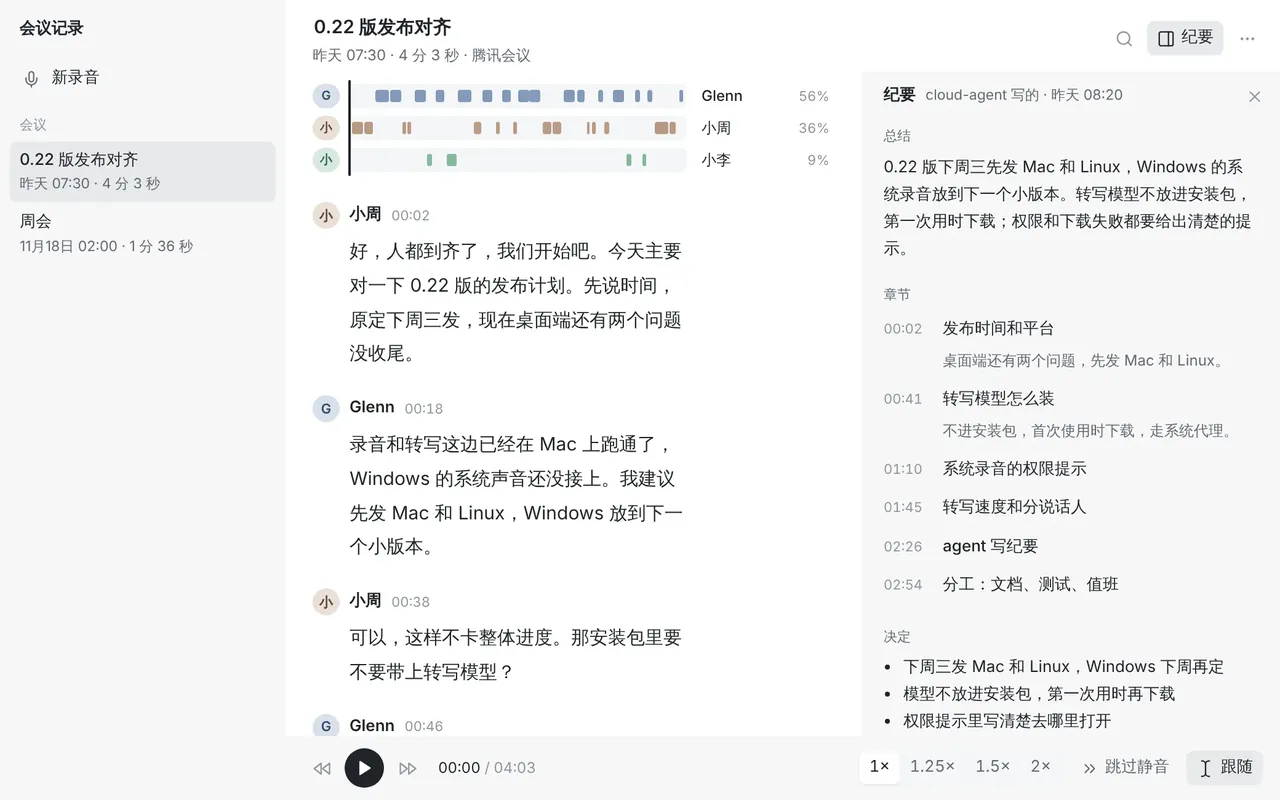 会议记录
新录音
会议
0.22 版发布对齐
昨天 07:30 · 4 分 3 秒
周会
11月18日 02:00 · 1 分 36 秒
0.22 版发布对齐
昨天 07:30 · 4 分 3 秒 · 腾讯会议
纪要
G Glenn 56%
小 小周 36%
小 小李 9%
小 小周 00:02
好，人都到齐了，我们开始吧。今天主要
对一下 0.22 版的发布计划。先说时间，
原定下周三发，现在桌面端还有两个问题
没收尾。
G Glenn 00:18
录音和转写这边已经在 Mac 上跑通了，
Windows 的系统声音还没接上。我建议
先发 Mac 和 Linux，Windows 放到下一
个小版本。
小 小周 00:38
可以，这样不卡整体进度。那安装包里要
不要带上转写模型？
G Glenn 00:46
纪要 cloud-agent 写的 · 昨天 08:20
总结
0.22 版下周三先发 Mac 和 Linux，Windows 的系
统录音放到下一个小版本。转写模型不放进安装包，
第一次用时下载；权限和下载失败都要给出清楚的提
示。
章节
00:02 发布时间和平台
桌面端还有两个问题，先发 Mac 和 Linux。
00:41 转写模型怎么装
不进安装包，首次使用时下载，走系统代理。
01:10 系统录音的权限提示
01:45 转写速度和分说话人
02:26 agent 写纪要
02:54 分工：文档、测试、值班
决定
• 下周三发 Mac 和 Linux，Windows 下周再定
• 模型不放进安装包，第一次用时再下载
• 权限提示里写清楚去哪里打开
00:00 / 04:03
1× 1.25× 1.5× 2× 跳过静音 跟随